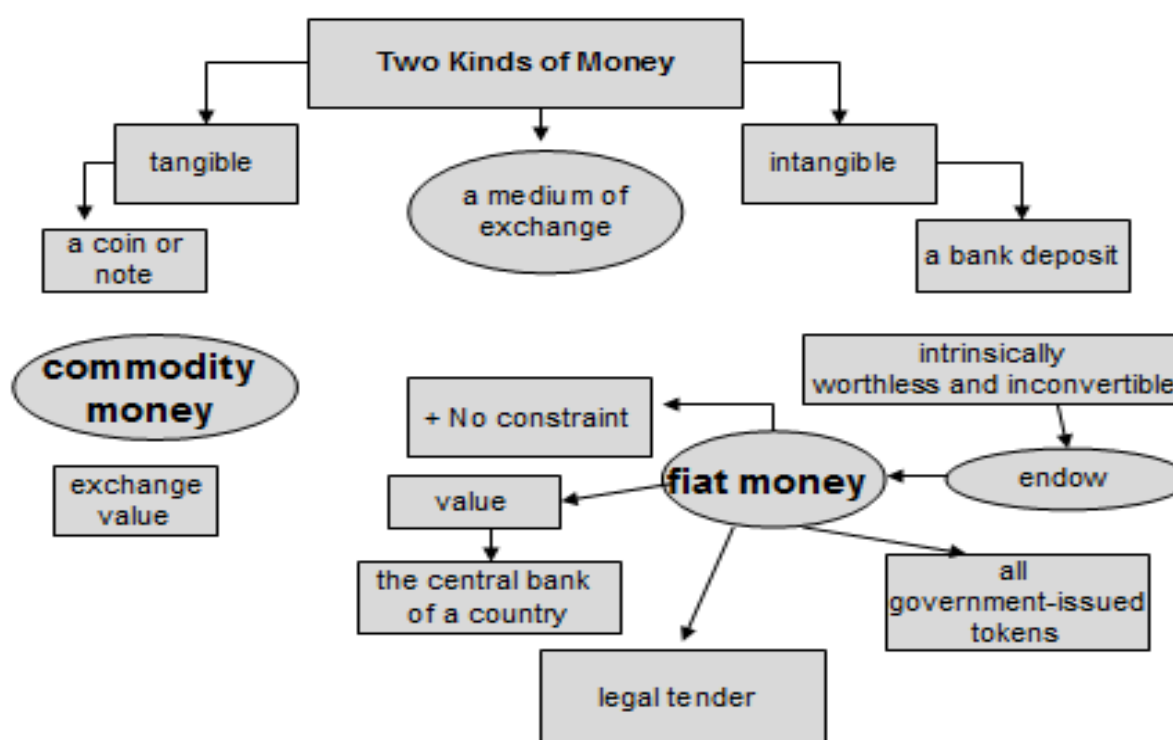 Two Kinds of Money
tangible
a medium of
exchange
intangible
a coin or
note
a bank deposit
commodity
money
intrinsically
worthless and inconvertible
+ No constraint
fiat money
endow
exchange
value
value
the central bank
of a country
all
government-issued
tokens
legal tender